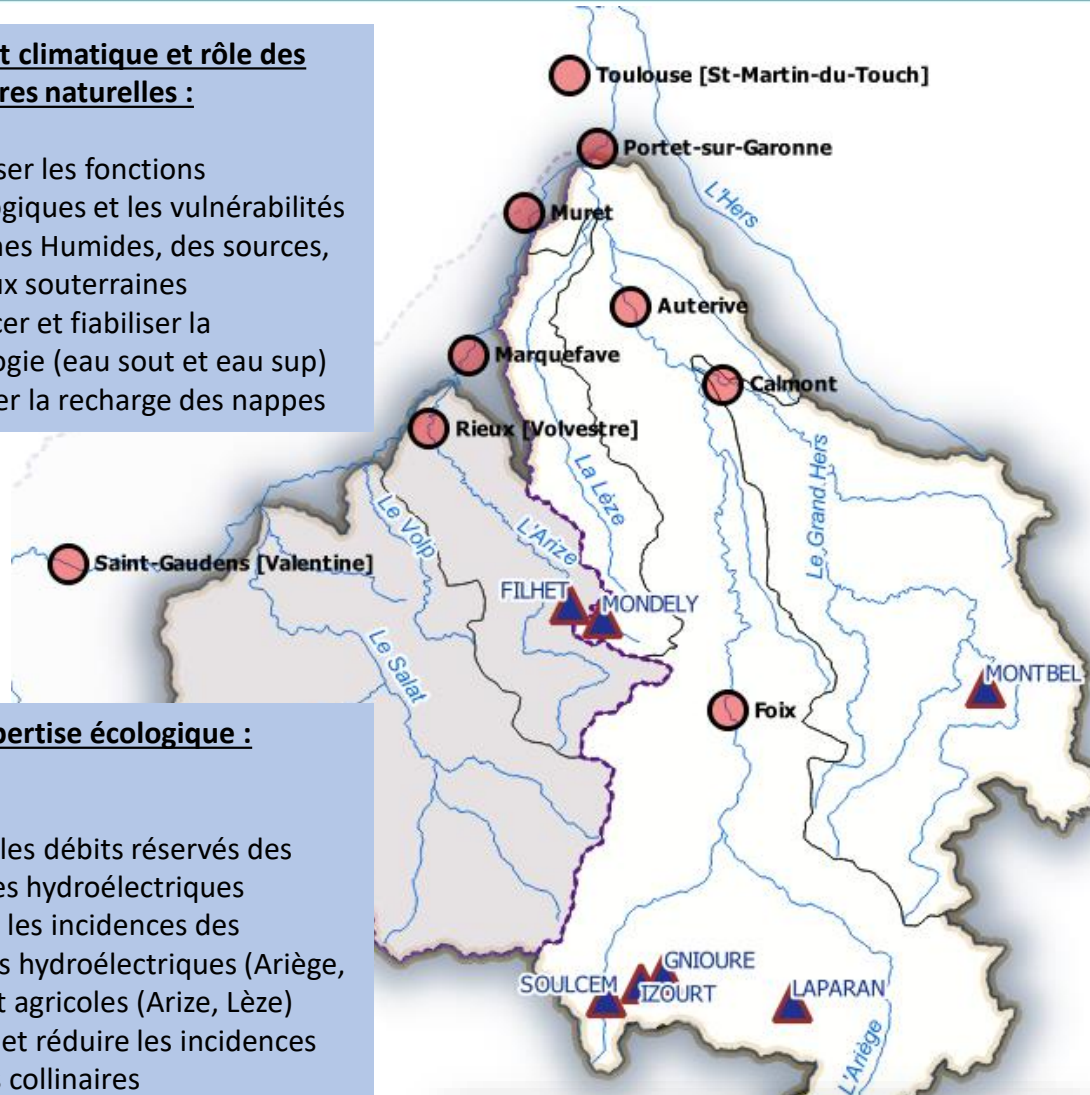 t climatique et rôle des
res naturelles :
ser les fonctions
ogiques et les vulnérabilités
nes Humides, des sources,
ux souterraines
cer et fiabiliser la
ogie (eau sout et eau sup)
er la recharge des nappes
Toulouse [St-Martin-du-Touch]
Portet-sur-Garonne
L'Hers
Muret
Auterive
Marquefave
Calmont
Rieux [Volvestre]
La Lèze
Le Grand Hers
Le Volp
L'Arize
Saint-Gaudens [Valentine]
FILHET
MONDELY
Le Salat
MONTBEL
Foix
pertise écologique :
les débits réservés des
es hydroélectriques
les incidences des
s hydroélectriques (Ariège,
t agricoles (Arize, Lèze)
et réduire les incidences
s collinaires
GNIOURE
SOULCEM
IZOURT
LAPARAN
L'Ariège